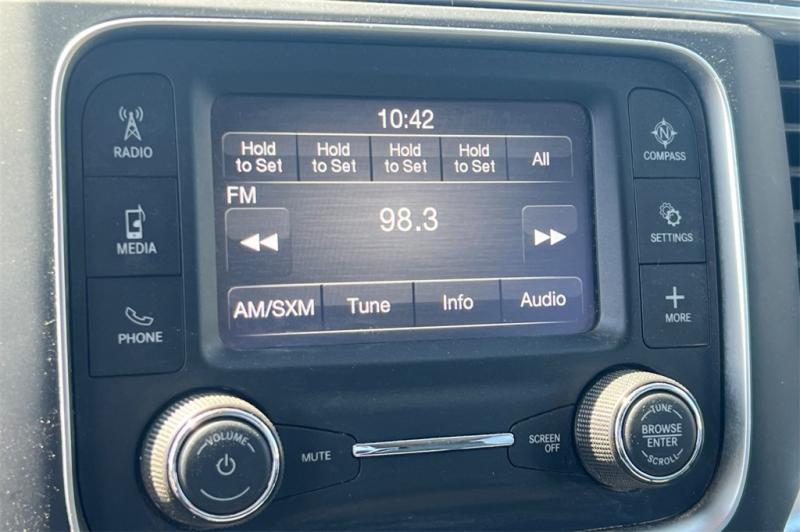 10:42
Hold to Set
Hold to Set
Hold to Set
Hold to Set
All
FM
98.3
AM/SXM
Tune
Info
Audio
RADIO
MEDIA
PHONE
N
COMPASS
SETTINGS
MORE
VOLUME
MUTE
SCREEN
OFF
TUNE
BROWSE
ENTER
SCROLL